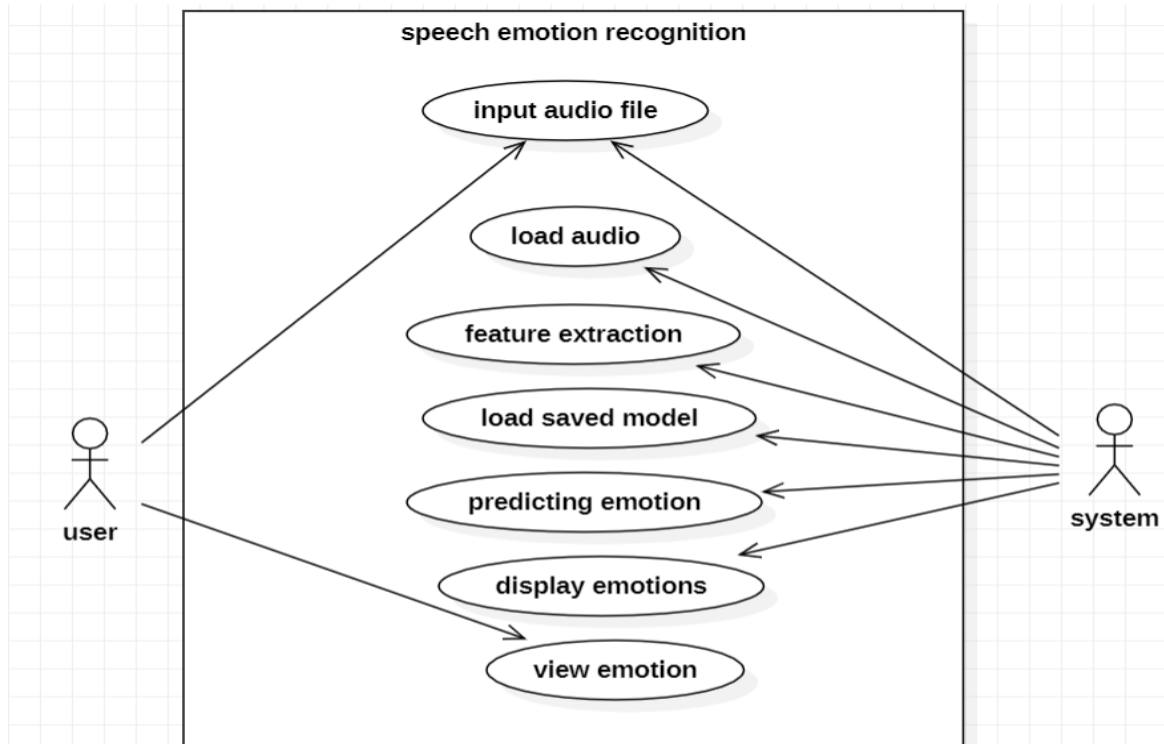 speech emotion recognition
input audio file
load audio
feature extraction
load saved model
predicting emotion
display emotions
view emotion
user
system